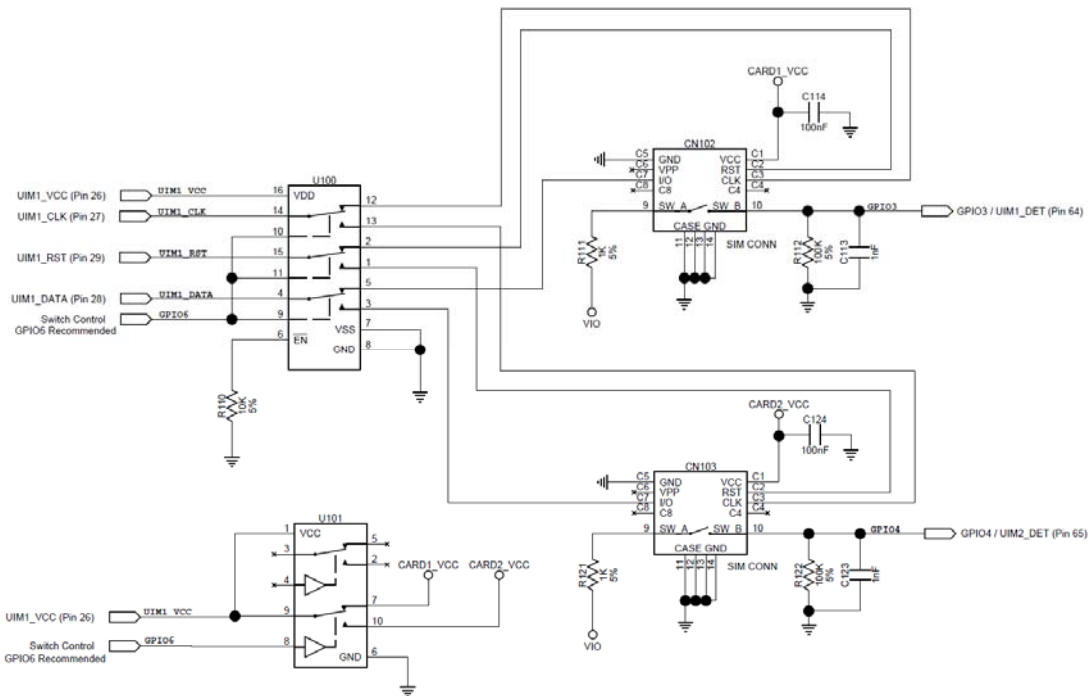 CARD1_VCC
C114
100nF
CN102
C5 GND VCC C1
C6 VPP RST C2
C7 I/O CLK C3
C8 C8 C4 C4
9 SW_A SW_B 10
CASE GND
11 12 13 14
SIM CONN
GPIO3
GPIO3 / UIM1_DET (Pin 64)
R111
1K
5%
VIO
R112
100K
5%
C113
1nF
U100
UIM1_VCC (Pin 26) UIM1_VCC 16 VDD
12
UIM1_CLK (Pin 27) UIM1_CLK 14
13
10
2
UIM1_RST (Pin 29) UIM1_RST 15
1
11
5
UIM1_DATA (Pin 28) UIM1_DATA 4
3
Switch Control GPIO6 9
GPIO6 Recommended
VSS 7
6 EN
GND 8
R110
10K
5%
CARD2_VCC
C124
100nF
CN103
C5 GND VCC C1
C6 VPP RST C2
C7 I/O CLK C3
C8 C8 C4 C4
9 SW_A SW_B 10
CASE GND
11 12 13 14
SIM CONN
GPIO4
GPIO4 / UIM2_DET (Pin 65)
R121
1K
5%
VIO
R122
100K
5%
C123
1nF
U101
1 VCC
5
3
2
4
CARD1_VCC CARD2_VCC
7
UIM1_VCC (Pin 26) UIM1_VCC 9
10
Switch Control GPIO6 8
GPIO6 Recommended
GND 6